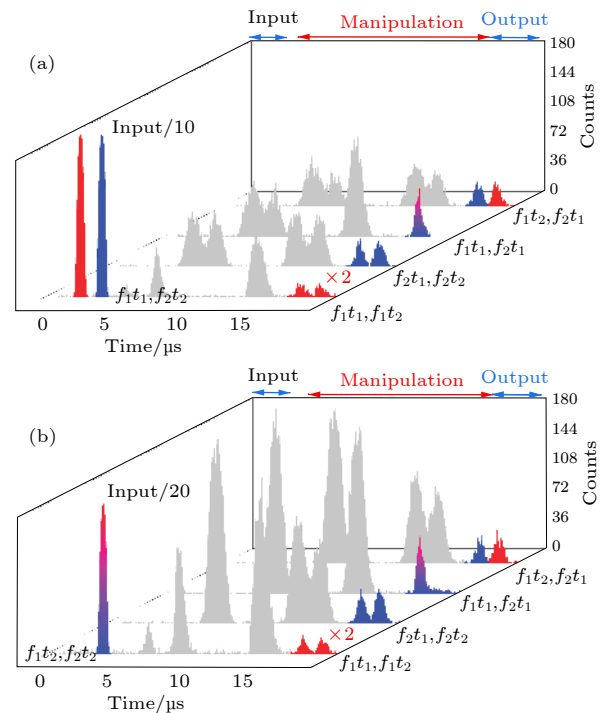 Input Manipulation Output
(a)
180
144
108
72
36
0
Counts
Input/10
×2
f₁t₂, f₂t₁
f₁t₁, f₂t₁
f₂t₁, f₂t₂
f₁t₁, f₁t₂
f₁t₁, f₂t₂
0 5 10 15
Time/µs
Input Manipulation Output
(b)
180
144
108
72
36
0
Counts
Input/20
×2
f₁t₂, f₂t₁
f₁t₁, f₂t₁
f₂t₁, f₂t₂
f₁t₁, f₁t₂
f₁t₂, f₂t₂
0 5 10 15
Time/µs